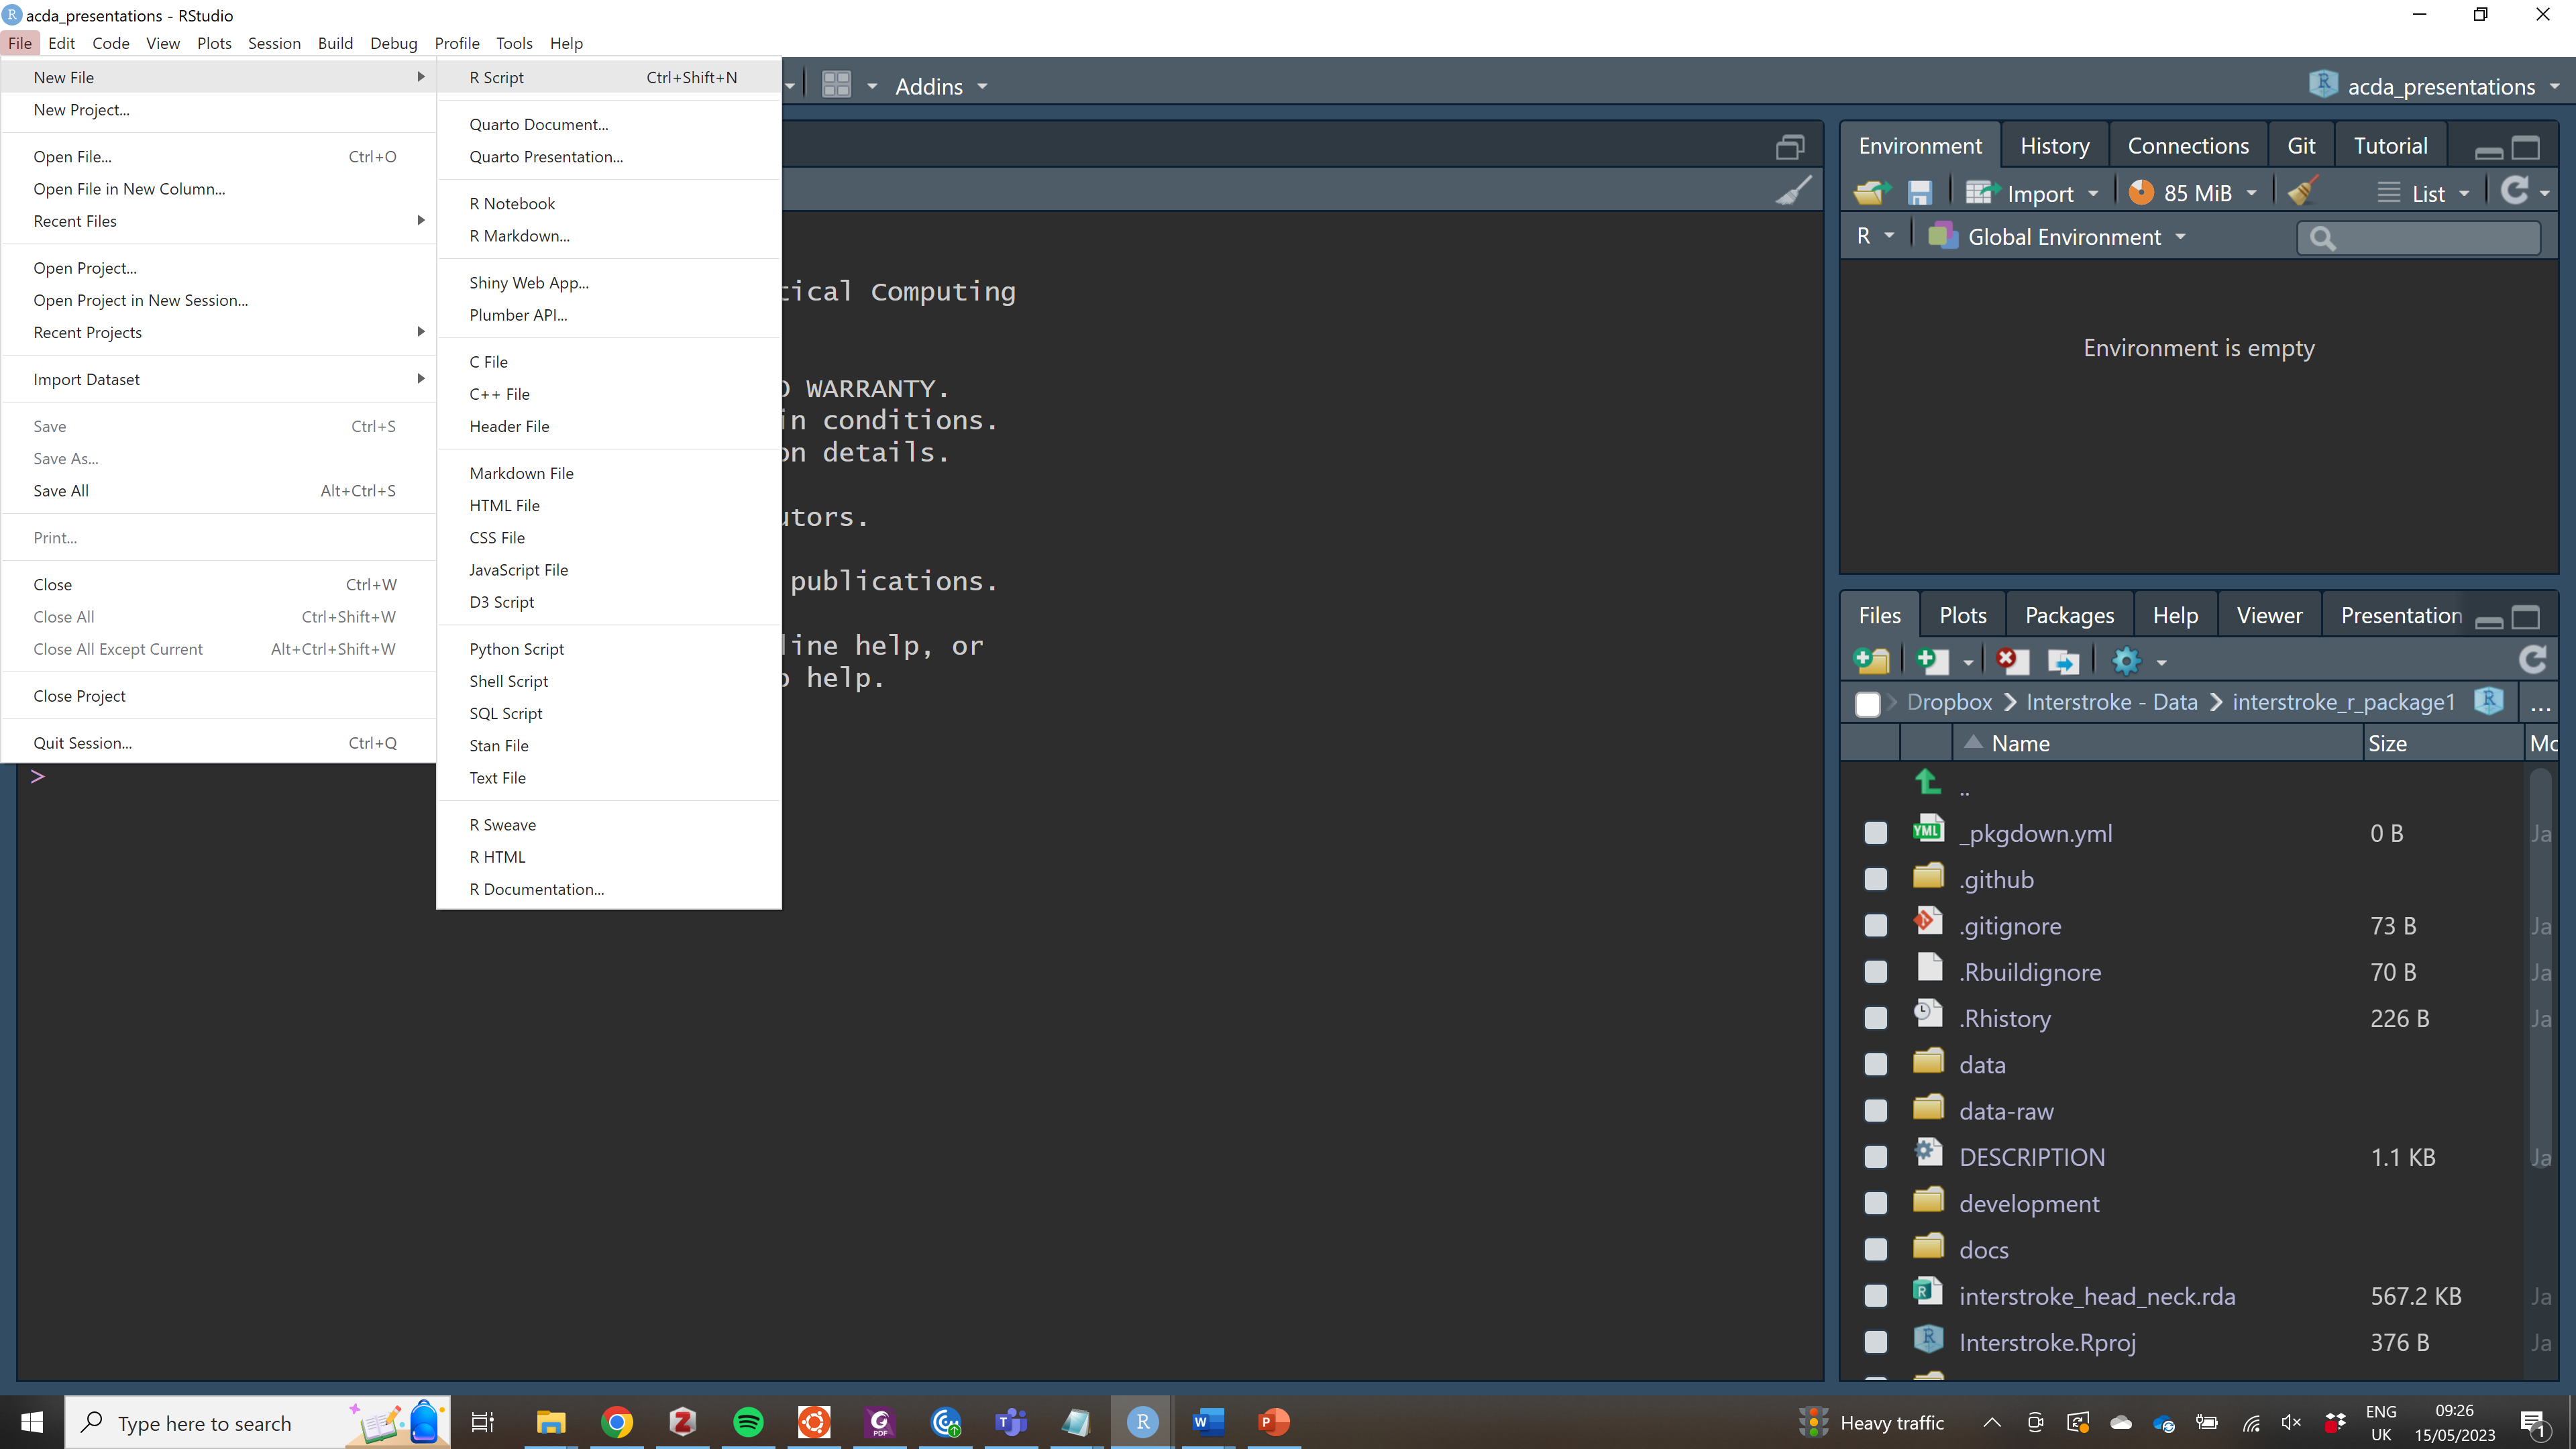 acda_presentations - RStudio
File Edit Code View Plots Session Build Debug Profile Tools Help
New File
New Project...
Open File... Ctrl+O
Open File in New Column...
Recent Files
Open Project...
Open Project in New Session...
Recent Projects
Import Dataset
Save Ctrl+S
Save As...
Save All Alt+Ctrl+S
Print...
Close Ctrl+W
Close All Ctrl+Shift+W
Close All Except Current Alt+Ctrl+Shift+W
Close Project
Quit Session... Ctrl+Q
R Script Ctrl+Shift+N
Quarto Document...
Quarto Presentation...
R Notebook
R Markdown...
Shiny Web App...
Plumber API...
C File
C++ File
Header File
Markdown File
HTML File
CSS File
JavaScript File
D3 Script
Python Script
Shell Script
SQL Script
Stan File
Text File
R Sweave
R HTML
R Documentation...
Addins
acda_presentations
tical Computing
WARRANTY.
in conditions.
on details.
utors.
publications.
line help, or
help.
>
Environment History Connections Git Tutorial
Import 85 MiB List
R Global Environment
Environment is empty
Files Plots Packages Help Viewer Presentation
Dropbox Interstroke - Data interstroke_r_package1 R ...
Name Size Mo
..
YML _pkgdown.yml 0 B Ja
.github
.gitignore 73 B Ja
.Rbuildignore 70 B Ja
.Rhistory 226 B Ja
data
data-raw
DESCRIPTION 1.1 KB Ja
development
docs
interstroke_head_neck.rda 567.2 KB Ja
Interstroke.Rproj 376 B Ja
Type here to search
Heavy traffic
ENG
UK
09:26
15/05/2023
1